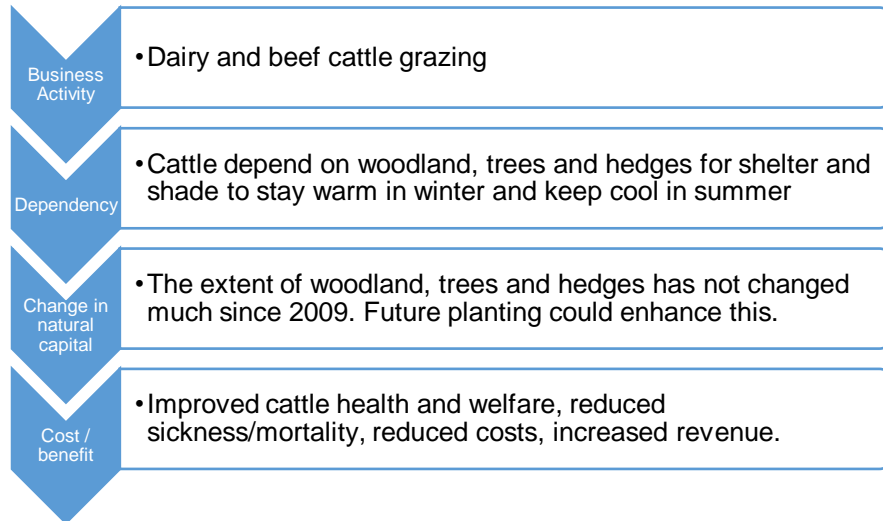 Business
Activity
•Dairy and beef cattle grazing
Dependency
•Cattle depend on woodland, trees and hedges for shelter and
shade to stay warm in winter and keep cool in summer
Change in
natural
capital
•The extent of woodland, trees and hedges has not changed
much since 2009. Future planting could enhance this.
Cost /
benefit
•Improved cattle health and welfare, reduced
sickness/mortality, reduced costs, increased revenue.